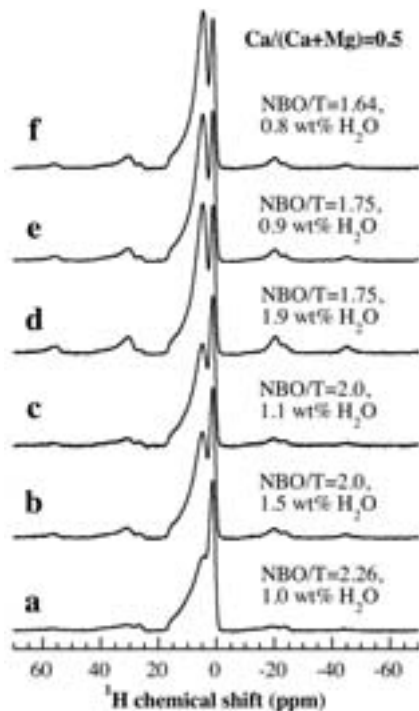 Ca/(Ca+Mg)=0.5
f
NBO/T=1.64,
0.8 wt% H₂O
e
NBO/T=1.75,
0.9 wt% H₂O
d
NBO/T=1.75,
1.9 wt% H₂O
c
NBO/T=2.0,
1.1 wt% H₂O
b
NBO/T=2.0,
1.5 wt% H₂O
a
NBO/T=2.26,
1.0 wt% H₂O
60 40 20 0 -20 -40 -60
¹H chemical shift (ppm)